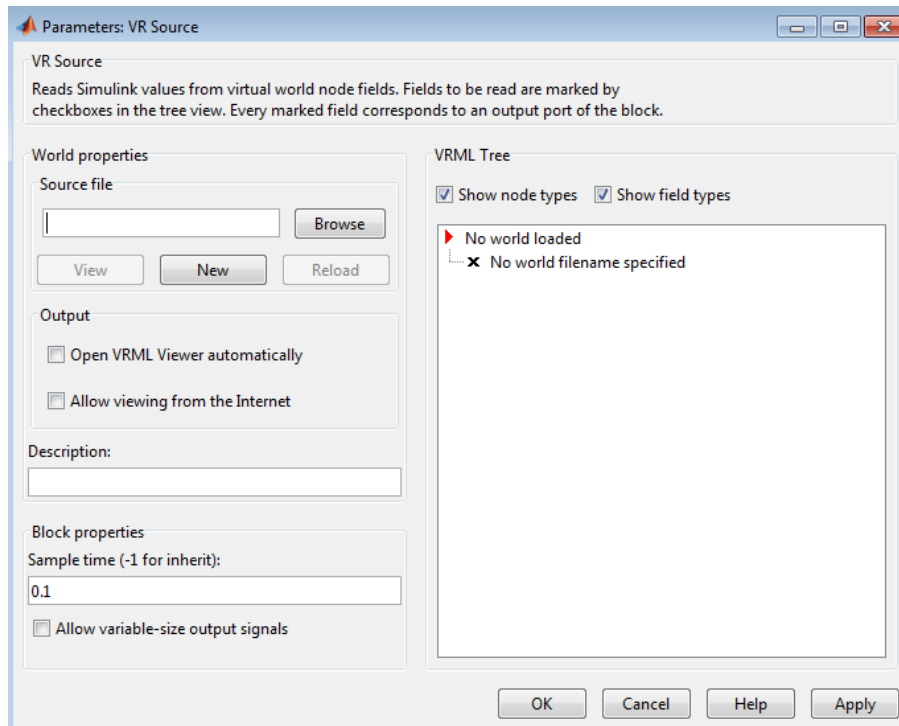 Parameters: VR Source
VR Source
Reads Simulink values from virtual world node fields. Fields to be read are marked by
checkboxes in the tree view. Every marked field corresponds to an output port of the block.
World properties
Source file
Browse
View New Reload
Output
Open VRML Viewer automatically
Allow viewing from the Internet
Description:
Block properties
Sample time (-1 for inherit):
0.1
Allow variable-size output signals
VRML Tree
Show node types Show field types
No world loaded
No world filename specified
OK Cancel Help Apply